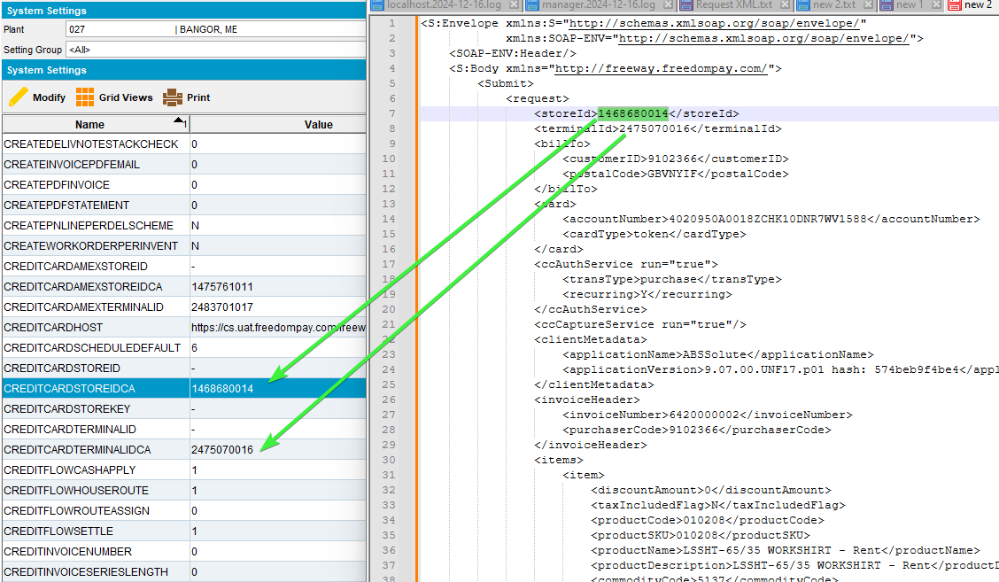 System Settings
Plant 027 | BANGOR, ME
Setting Group <All>
System Settings
Modify Grid Views Print
Name 1 Value
CREATEDELIVNOTESTACKCHECK 0
CREATEINVOICEPDFEMAIL 0
CREATEPDFINVOICE 0
CREATEPDFSTATEMENT 0
CREATEPNLINEPERDELSCHEME N
CREATEWORKORDERPERINVENT N
CREDITCARDAMEXSTOREID -
CREDITCARDAMEXSTOREIDCA 1475761011
CREDITCARDAMEXTERMINALID 2483701017
CREDITCARDHOST https://cs.uat.freedompay.com/freew
CREDITCARDSCHEDULEDEFAULT 6
CREDITCARDSTOREID -
CREDITCARDSTOREIDCA 1468680014
CREDITCARDSTOREKEY -
CREDITCARDTERMINALID -
CREDITCARDTERMINALIDCA 2475070016
CREDITFLOWCASHAPPLY 1
CREDITFLOWHOUSEROUTE 1
CREDITFLOWROUTEASSIGN 0
CREDITFLOWSETTLE 1
CREDITINVOICENUMBER 0
CREDITINVOICESERIESLENGTH 0
localhost.2024-12-16.log manager.2024-12-16.log Request XML.txt new 2.txt new 1 new 2
1 <S:Envelope xmlns:S="http://schemas.xmlsoap.org/soap/envelope/"
2 xmlns:SOAP-ENV="http://schemas.xmlsoap.org/soap/envelope/">
3 <SOAP-ENV:Header/>
4 <S:Body xmlns="http://freeway.freedompay.com/">
5 <Submit>
6 <request>
7 <storeId>1468680014</storeId>
8 <terminalId>2475070016</terminalId>
9 <billTo>
10 <customerID>9102366</customerID>
11 <postalCode>GBVNYIF</postalCode>
12 </billTo>
13 <card>
14 <accountNumber>4020950A0018ZCHK10DNR7WV1588</accountNumber>
15 <cardType>token</cardType>
16 </card>
17 <ccAuthService run="true">
18 <transType>purchase</transType>
19 <recurring>Y</recurring>
20 </ccAuthService>
21 <ccCaptureService run="true"/>
22 <clientMetadata>
23 <applicationName>ABSSolute</applicationName>
24 <applicationVersion>9.07.00.UNF17.p01 hash: 574beb9f4be4</appl
25 </clientMetadata>
26 <invoiceHeader>
27 <invoiceNumber>6420000002</invoiceNumber>
28 <purchaserCode>9102366</purchaserCode>
29 </invoiceHeader>
30 <items>
31 <item>
32 <discountAmount>0</discountAmount>
33 <taxIncludedFlag>N</taxIncludedFlag>
34 <productCode>010208</productCode>
35 <productSKU>010208</productSKU>
36 <productName>LSSHT-65/35 WORKSHIRT - Rent</productName>
37 <productDescription>LSSHT-65/35 WORKSHIRT - Rent</productD
38 <commodityCode>5137</commodityCode>